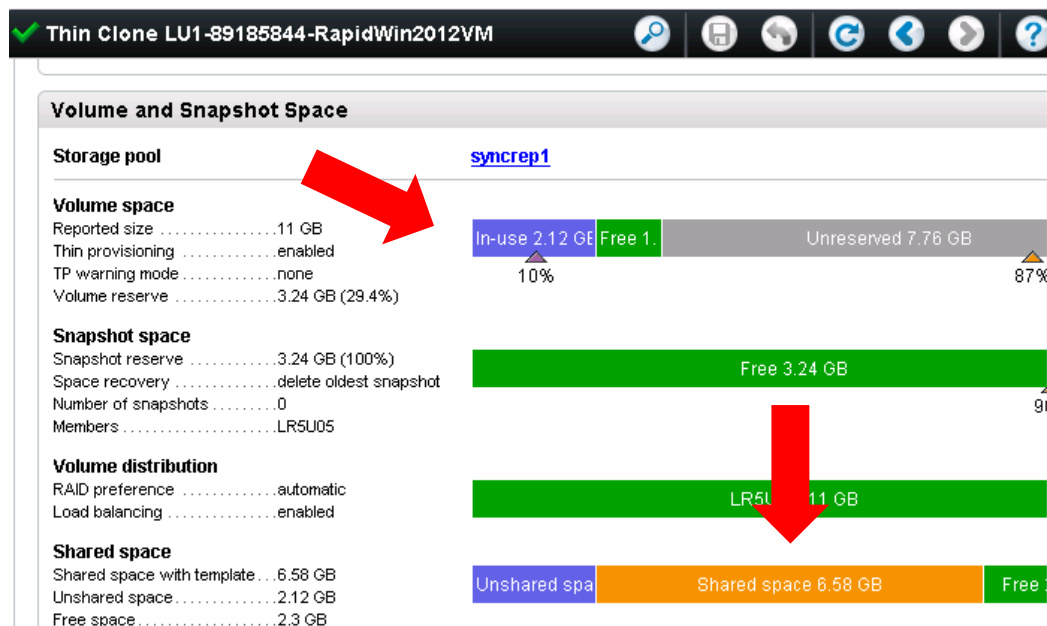 Thin Clone LU1-89185844-RapidWin2012VM
Volume and Snapshot Space
Storage pool syncrep1
Volume space
Reported size ................11 GB
Thin provisioning .............enabled
TP warning mode .............none
Volume reserve ..............3.24 GB (29.4%)
In-use 2.12 GB Free 1. Unreserved 7.76 GB
10% 87%
Snapshot space
Snapshot reserve ...........3.24 GB (100%)
Space recovery .............delete oldest snapshot
Number of snapshots .........0
Members .....................LR5U05
Free 3.24 GB
Volume distribution
RAID preference .............automatic
Load balancing ..............enabled
11 GB
Shared space
Shared space with template ...6.58 GB
Unshared space..............2.12 GB
Free space..................2.3 GB
Unshared spa Shared space 6.58 GB Free